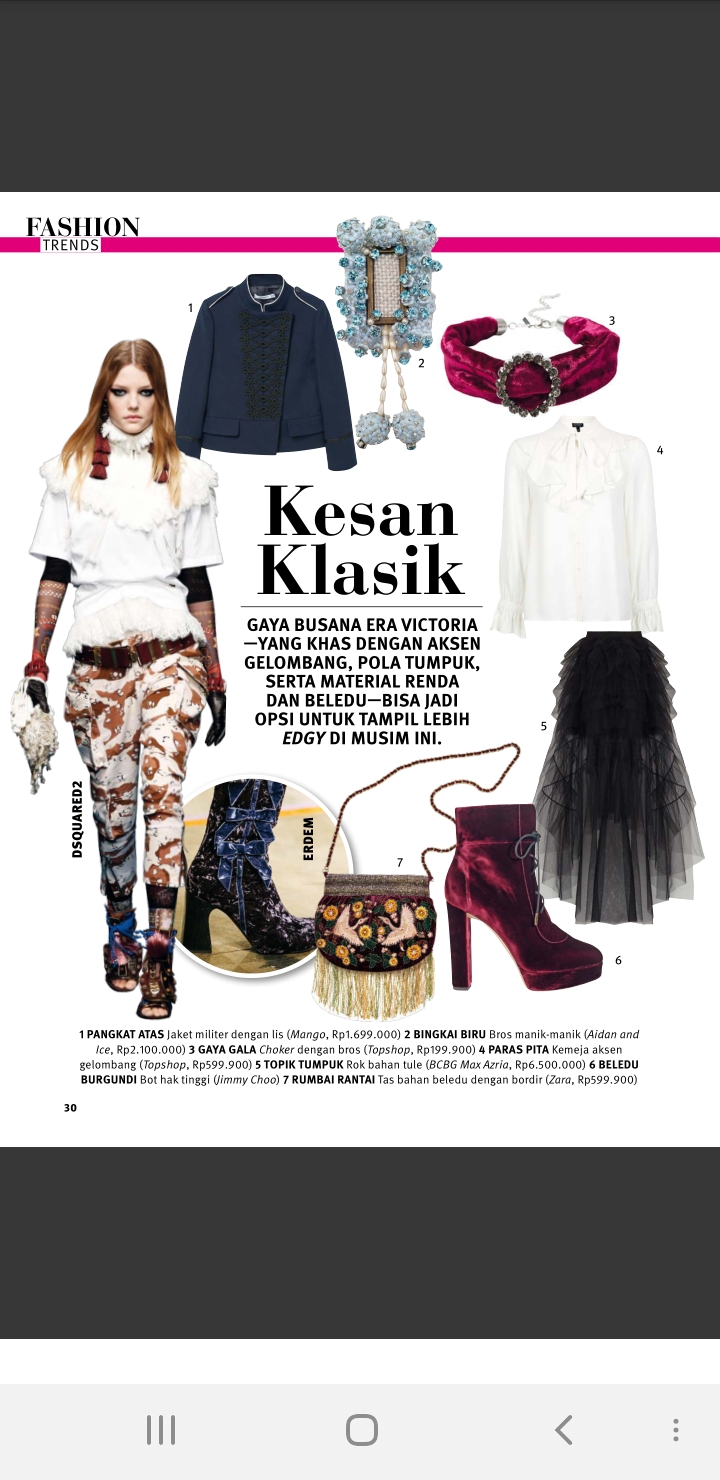 FASHION
TRENDS
1
2
3
4
Kesan
Klasik
GAYA BUSANA ERA VICTORIA
—YANG KHAS DENGAN AKSEN
GELOMBANG, POLA TUMPUK,
SERTA MATERIAL RENDA
DAN BELEDU—BISA JADI
OPSI UNTUK TAMPIL LEBIH
EDGY DI MUSIM INI.
5
DSQUARED2
ERDEM
7
6
1 PANGKAT ATAS Jaket militer dengan lis (Mango, Rp1.699.000) 2 BINGKAI BIRU Bros manik-manik (Aidan and
Ice, Rp2.100.000) 3 GAYA GALA Choker dengan bros (Topshop, Rp199.900) 4 PARAS PITA Kemeja aksen
gelombang (Topshop, Rp599.900) 5 TOPIK TUMPUK Rok bahan tule (BCBG Max Azria, Rp6.500.000) 6 BELEDU
BURGUNDI Bot hak tinggi (Jimmy Choo) 7 RUMBAI RANTAI Tas bahan beledu dengan bordir (Zara, Rp599.900)
30